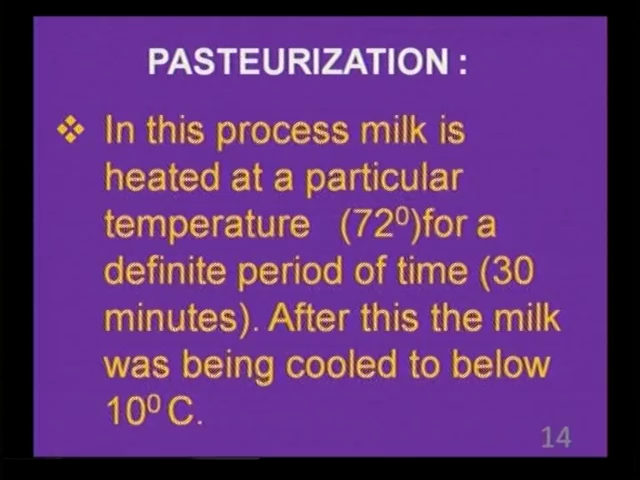 PASTEURIZATION :
❖ In this process milk is
heated at a particular
temperature (72⁰)for a
definite period of time (30
minutes). After this the milk
was being cooled to below
10⁰ C.
14